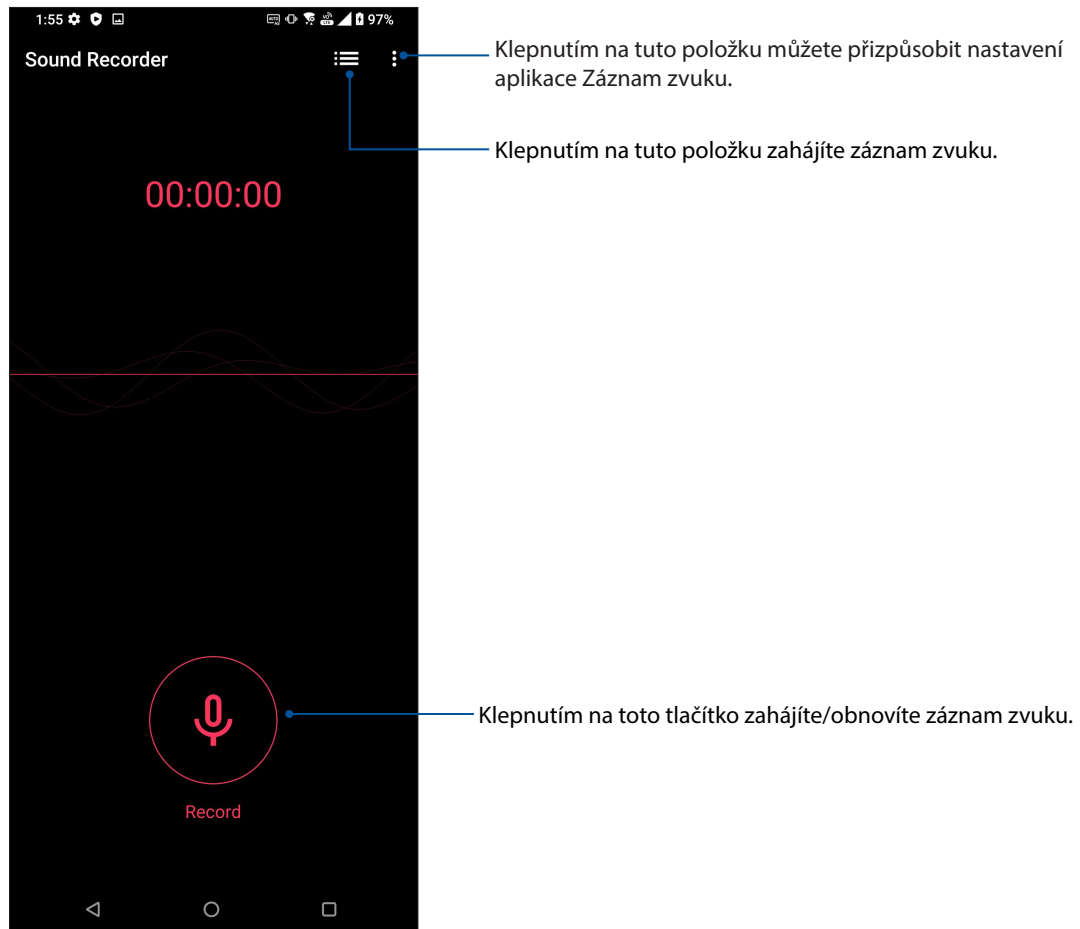 1:55 97%
Sound Recorder
Klepnutím na tuto položku můžete přizpůsobit nastavení
aplikace Záznam zvuku.
Klepnutím na tuto položku zahájíte záznam zvuku.
00:00:00
Klepnutím na toto tlačítko zahájíte/obnovíte záznam zvuku.
Record